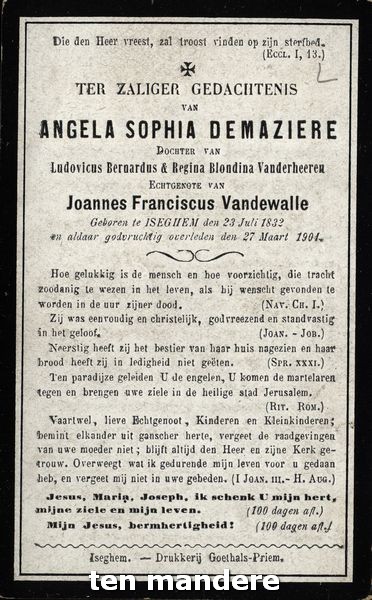 Die den Heer vreest, zal troost vinden op zijn sterfbed.
(Eccl. I, 13.)
TER ZALIGER GEDACHTENIS
VAN
ANGELA SOPHIA DEMAZIERE
Dochter van
Ludovicus Bernardus & Regina Blondina Vanderheeren
Echtgenote van
Joannes Franciscus Vandewalle
Geboren te ISEGHEM den 23 Juli 1832
en aldaar godvruchtig overleden den 27 Maart 1901.
Hoe gelukkig is de mensch en hoe voorzichtig, die tracht
zoodanig te wezen in het leven, als hij wenscht gevonden te
worden in de uur zijner dood. (Nav. Ch. I.)
Zij was eenvoudig en christelijk, godvreezend en standvastig
in het geloof. (Joan. - Job.)
Neerstig heeft zij het bestier van haar huis nagezien en haar
brood heeft zij in ledigheid niet geëten. (Spr. XXXI.)
Ten paradijze geleiden U de engelen, U komen de martelaren
tegen en brengen uwe ziele in de heilige stad Jerusalem.
(Rit. Rom.)
Vaartwel, lieve Echtgenoot, Kinderen en Kleinkinderen;
bemint elkander uit ganscher herte, vergeet de raadgevingen
van uwe moeder niet; blijft altijd den Heer en zijne Kerk ge-
trouw. Overweegt wat ik gedurende mijn leven voor u gedaan
heb, en vergeet mij niet in uwe gebeden. (I Joan. III.- H. Aug.)
Jesus, Maria, Joseph, ik schenk U mijn hert,
mijne ziele en mijn leven. (100 dagen afl.)
Mijn Jesus, bermhertigheid! (100 dagen afl.)
Iseghem. — Drukkerij Goethals-Priem.
ten mandere